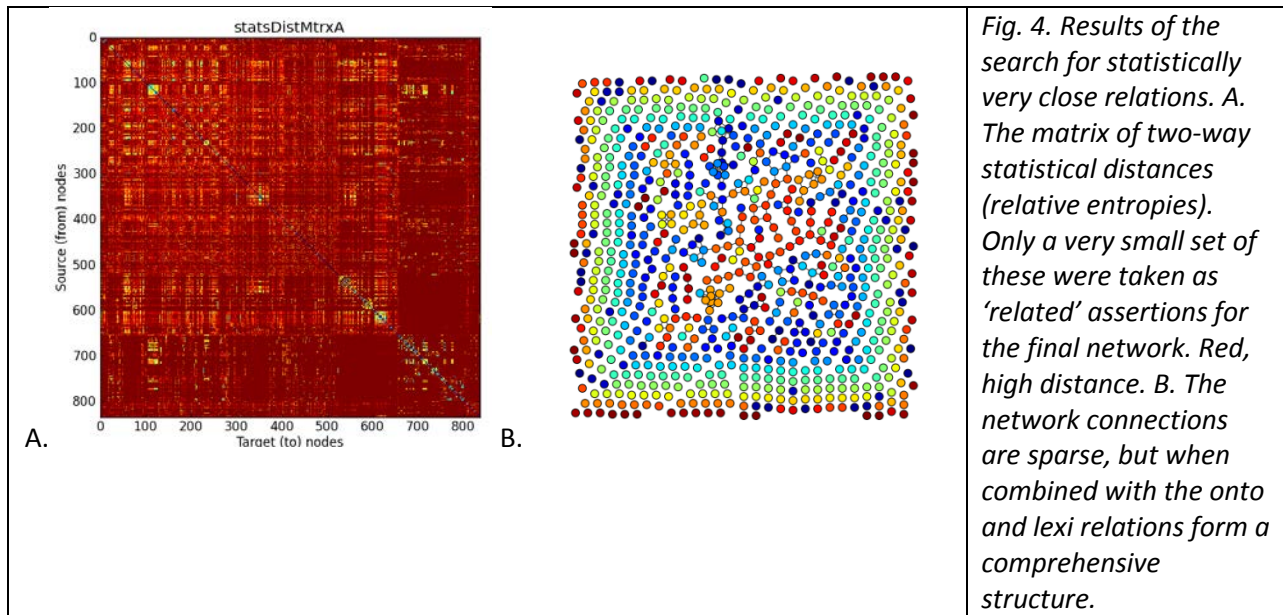 statsDistMtrxA
0
100
200
300
400
500
600
700
800
Source (from) nodes
0 100 200 300 400 500 600 700 800
Target (to) nodes
A.
B.
Fig. 4. Results of the
search for statistically
very close relations. A.
The matrix of two-way
statistical distances
(relative entropies).
Only a very small set of
these were taken as
‘related’ assertions for
the final network. Red,
high distance. B. The
network connections
are sparse, but when
combined with the onto
and lexi relations form a
comprehensive
structure.